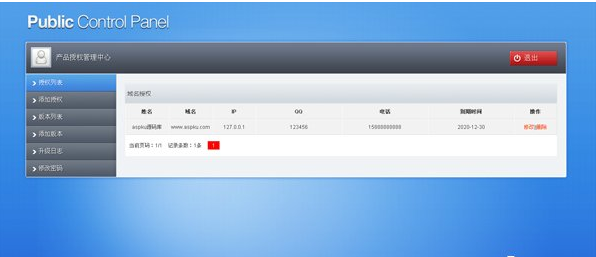 Public Control Panel
产品授权管理中心
退出
授权列表
添加授权
版本列表
添加版本
升级日志
修改密码
域名授权
姓名 域名 IP QQ 电话 到期时间 操作
aspku源码库 www.aspku.com 127.0.0.1 123456 15888888888 2020-12-30 修改|删除
当前页码：1/1 记录条数：1条 1